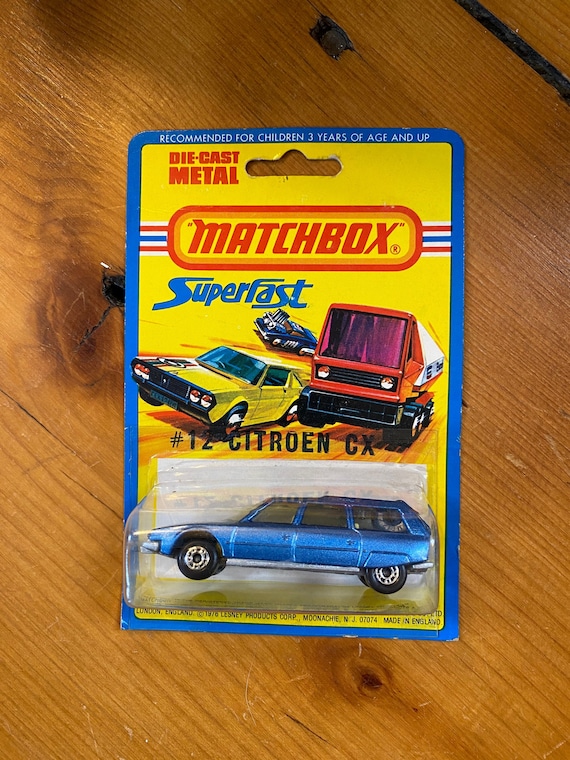 RECOMMENDED FOR CHILDREN 3 YEARS OF AGE AND UP
DIE-CAST
METAL
"MATCHBOX"®
Superfast
#12 CITROEN CX
LONDON, ENGLAND. © 1976 LESNEY PRODUCTS CORP., MOONACHIE, N.J. 07074 MADE IN ENGLAND